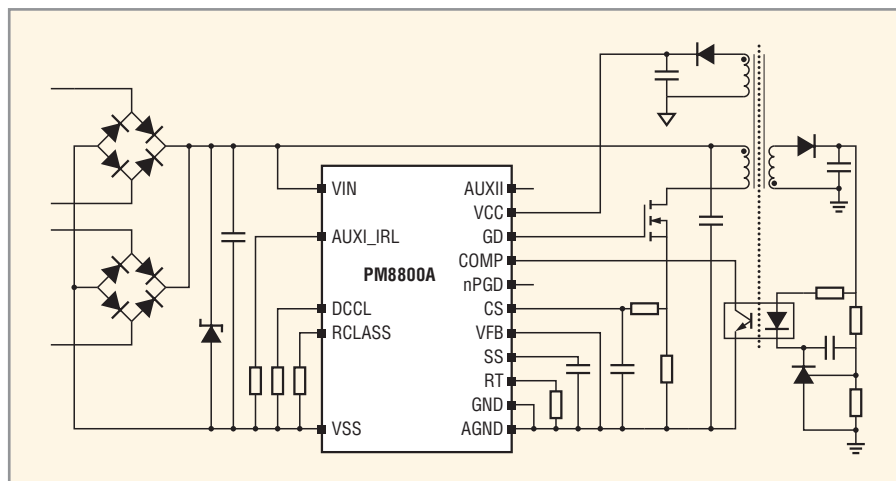 VIN
AUXI_IRL
PM8800A
DCCL
RCLASS
VSS
AUXII
VCC
GD
COMP
nPGD
CS
VFB
SS
RT
GND
AGND